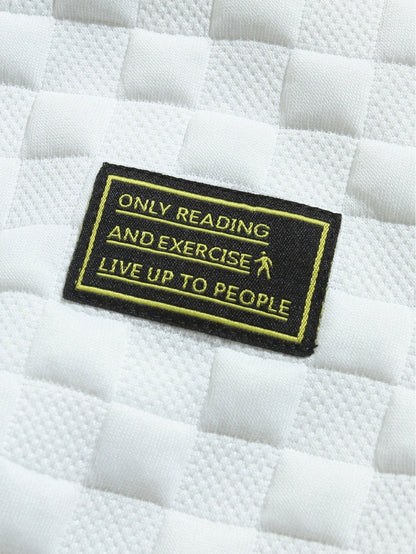 ONLY READING
AND EXERCISE
LIVE UP TO PEOPLE